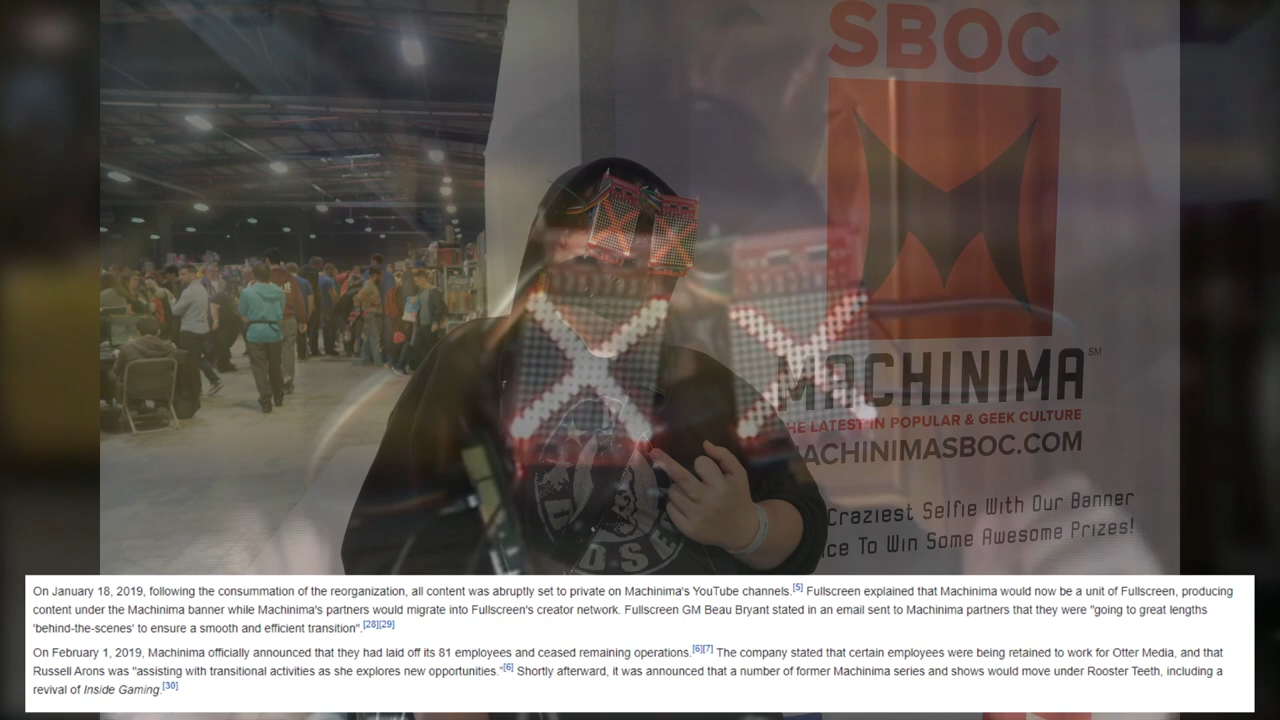 SBOC
MACHINIMA SM
HE LATEST IN POPULAR & GEEK CULTURE
MACHINIMASBOC.COM
Craziest Selfie With Our Banner
To Win Some Awesome Prizes!
On January 18, 2019, following the consummation of the reorganization, all content was abruptly set to private on Machinima's YouTube channels.[5] Fullscreen explained that Machinima would now be a unit of Fullscreen, producing
content under the Machinima banner while Machinima's partners would migrate into Fullscreen's creator network. Fullscreen GM Beau Bryant stated in an email sent to Machinima partners that they were "going to great lengths
'behind-the-scenes' to ensure a smooth and efficient transition".[28][29]
On February 1, 2019, Machinima officially announced that they had laid off its 81 employees and ceased remaining operations.[6][7] The company stated that certain employees were being retained to work for Otter Media, and that
Russell Arons was "assisting with transitional activities as she explores new opportunities."[6] Shortly afterward, it was announced that a number of former Machinima series and shows would move under Rooster Teeth, including a
revival of Inside Gaming.[30]